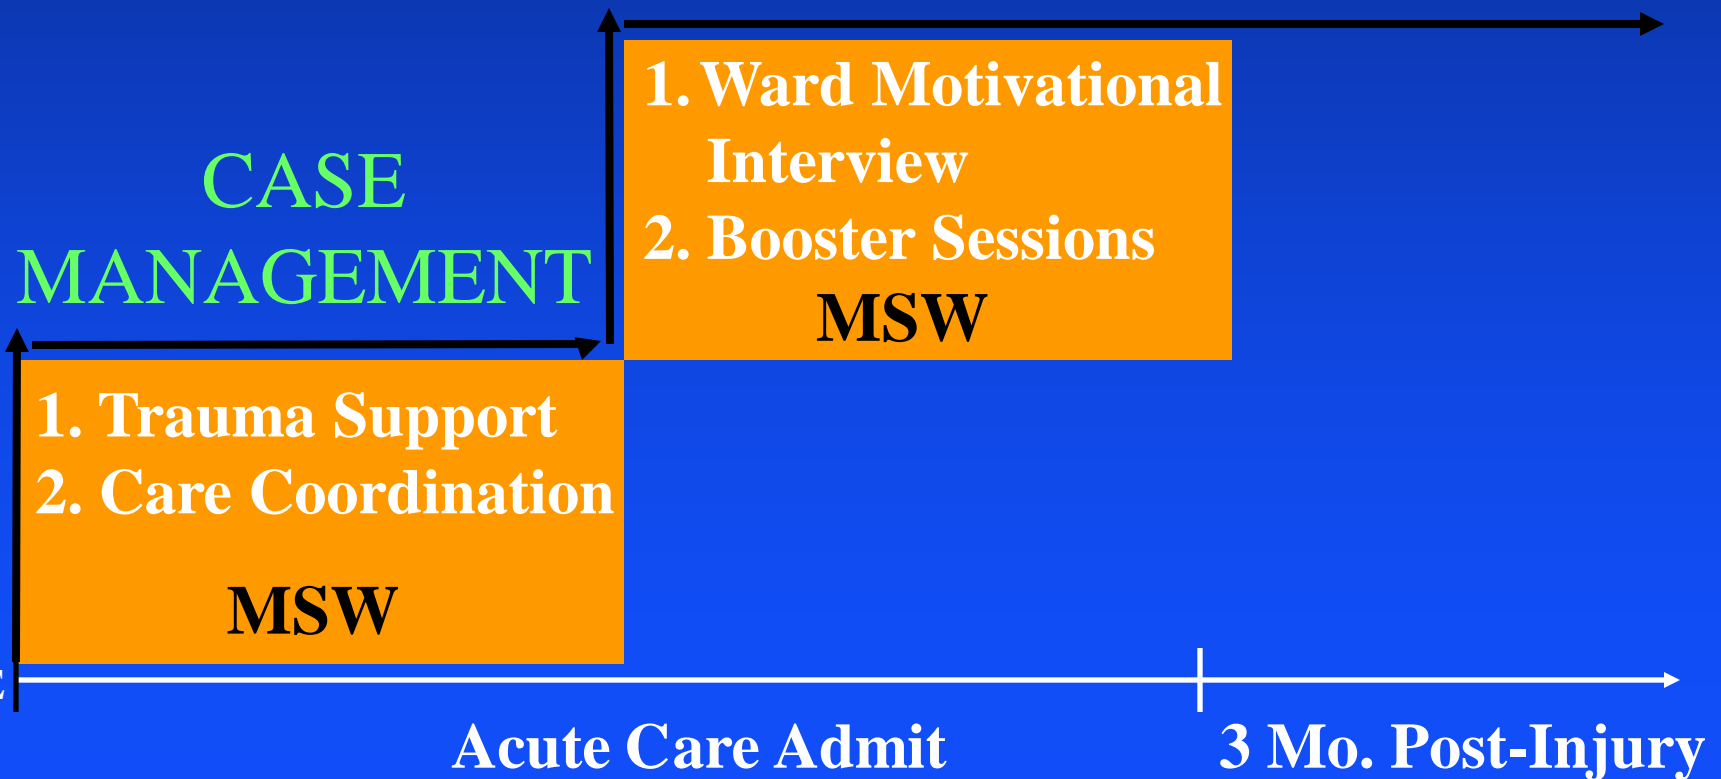 1. Ward Motivational
Interview
2. Booster Sessions
MSW
CASE
MANAGEMENT
1. Trauma Support
2. Care Coordination
MSW
Acute Care Admit
3 Mo. Post-Injury